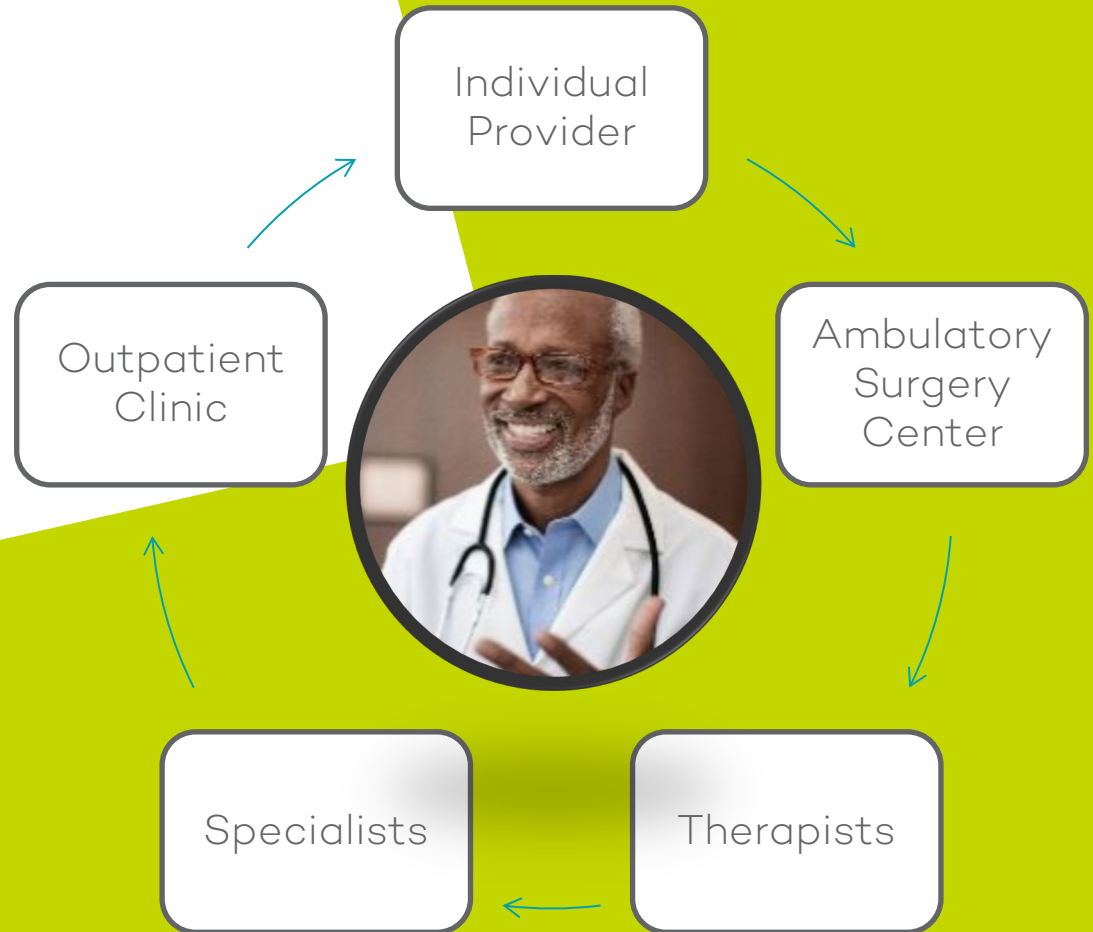 Individual
Provider
Ambulatory
Surgery
Center
Therapists
Specialists
Outpatient
Clinic